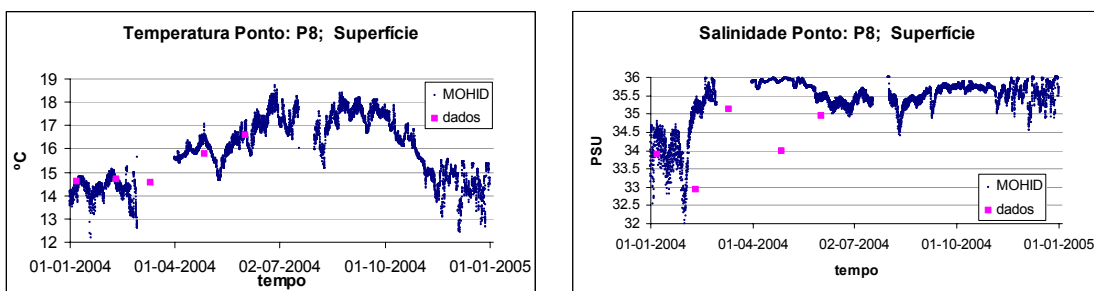 Temperatura Ponto: P8;  Superfície
19
18
17
16
15
14
13
12
ºC
MOHID
dados
01-01-2004
01-04-2004
02-07-2004
01-10-2004
01-01-2005
tempo
Salinidade Ponto: P8;  Superfície
36
35.5
35
34.5
34
33.5
33
32.5
32
PSU
MOHID
dados
01-01-2004
01-04-2004
02-07-2004
01-10-2004
01-01-2005
tempo